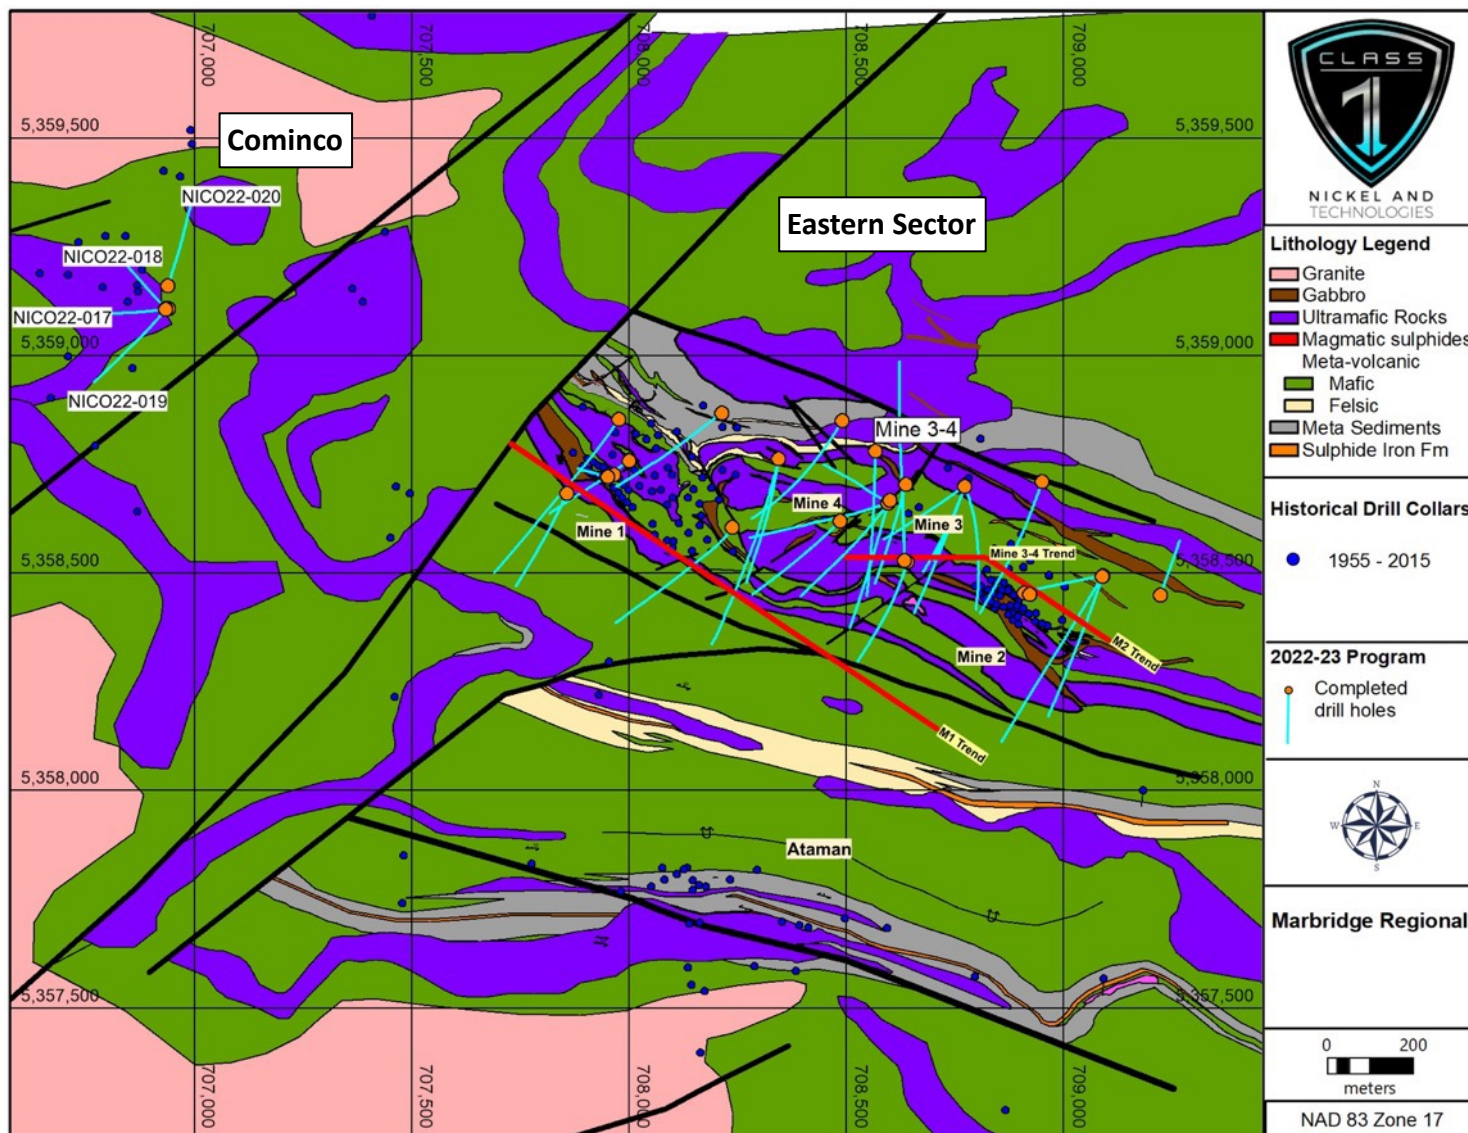 707,000
707,500
708,000
708,500
709,000
5,359,500
5,359,500
Cominco
NICO22-020
Eastern Sector
NICO22-018
NICO22-017
5,359,000
5,359,000
NICO22-019
Mine 3-4
Mine 4
Mine 1
Mine 3
Mine 3-4 Trend
5,358,500
5,358,500
Mine 2
M2 Trend
M1 Trend
5,358,000
5,358,000
Ataman
5,357,500
5,357,500
707,000
707,500
708,000
708,500
709,000
CLASS
1
NICKEL AND
TECHNOLOGIES
Lithology Legend
Granite
Gabbro
Ultramafic Rocks
Magmatic sulphides
Meta-volcanic
Mafic
Felsic
Meta Sediments
Sulphide Iron Fm
Historical Drill Collars
1955 - 2015
2022-23 Program
Completed
drill holes
N
W E
S
Marbridge Regional
0 200
meters
NAD 83 Zone 17